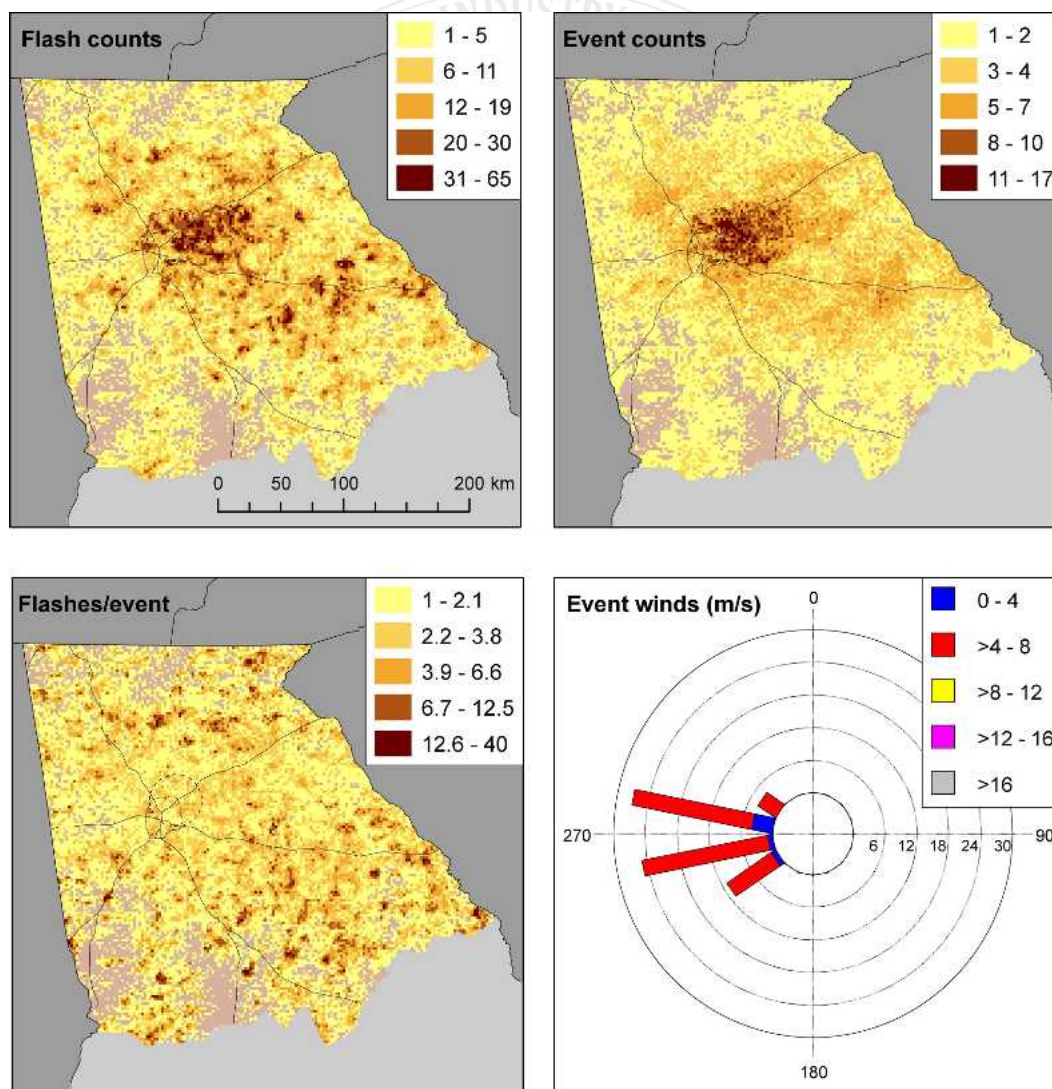 INDUSTRY
Flash counts
1 - 5
6 - 11
12 - 19
20 - 30
31 - 65
0 50 100 200 km
Event counts
1 - 2
3 - 4
5 - 7
8 - 10
11 - 17
Flashes/event
1 - 2.1
2.2 - 3.8
3.9 - 6.6
6.7 - 12.5
12.6 - 40
Event winds (m/s)
0
0 - 4
>4 - 8
>8 - 12
>12 - 16
>16
270
6 12 18 24 30
90
180